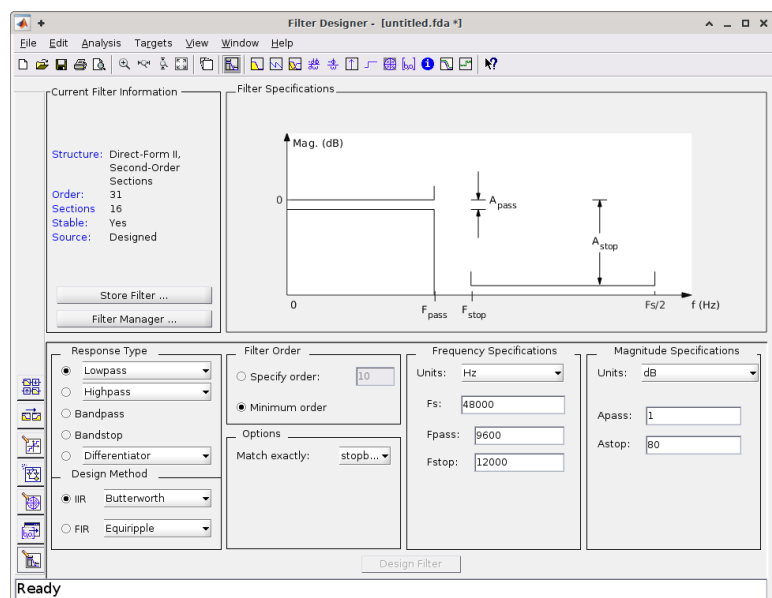 Filter Designer - [untitled.fda *]
File Edit Analysis Targets View Window Help
Current Filter Information
Structure: Direct-Form II,
Second-Order
Sections
Order: 31
Sections 16
Stable: Yes
Source: Designed
Store Filter ...
Filter Manager ...
Filter Specifications
Mag. (dB)
0
Apass
Astop
0
Fpass
Fstop
Fs/2
f (Hz)
Response Type
Lowpass
Highpass
Bandpass
Bandstop
Differentiator
Design Method
IIR Butterworth
FIR Equiripple
Filter Order
Specify order: 10
Minimum order
Options
Match exactly: stopb...
Frequency Specifications
Units: Hz
Fs: 48000
Fpass: 9600
Fstop: 12000
Magnitude Specifications
Units: dB
Apass: 1
Astop: 80
Design Filter
Ready